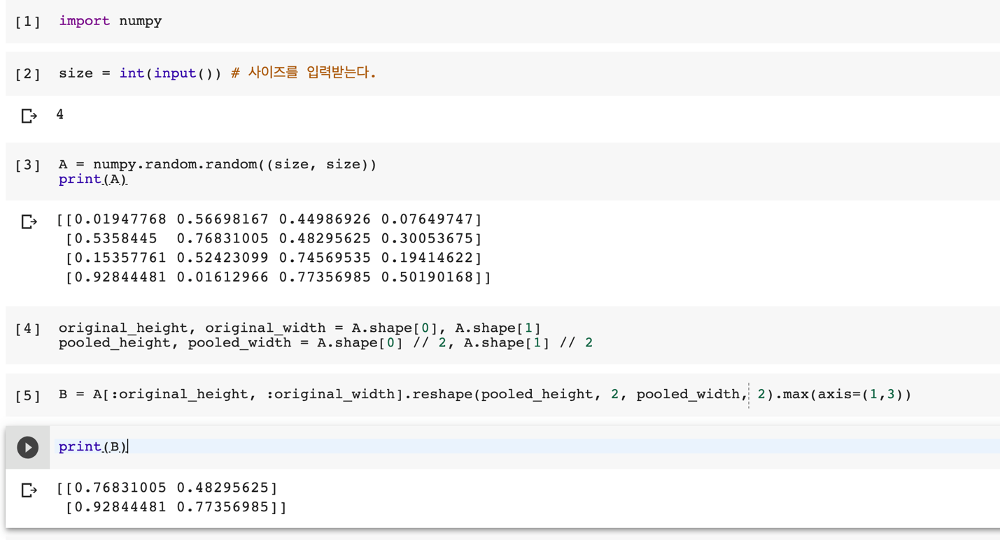 [1] import numpy
[2] size = int(input()) # 사이즈를 입력받는다.
4
[3] A = numpy.random.random((size, size))
print(A)
[[0.01947768 0.56698167 0.44986926 0.07649747]
[0.5358445  0.76831005 0.48295625 0.30053675]
[0.15357761 0.52423099 0.74569535 0.19414622]
[0.92844481 0.01612966 0.77356985 0.50190168]]
[4] original_height, original_width = A.shape[0], A.shape[1]
pooled_height, pooled_width = A.shape[0] // 2, A.shape[1] // 2
[5] B = A[:original_height, :original_width].reshape(pooled_height, 2, pooled_width, 2).max(axis=(1,3))
print(B)
[[0.76831005 0.48295625]
[0.92844481 0.77356985]]